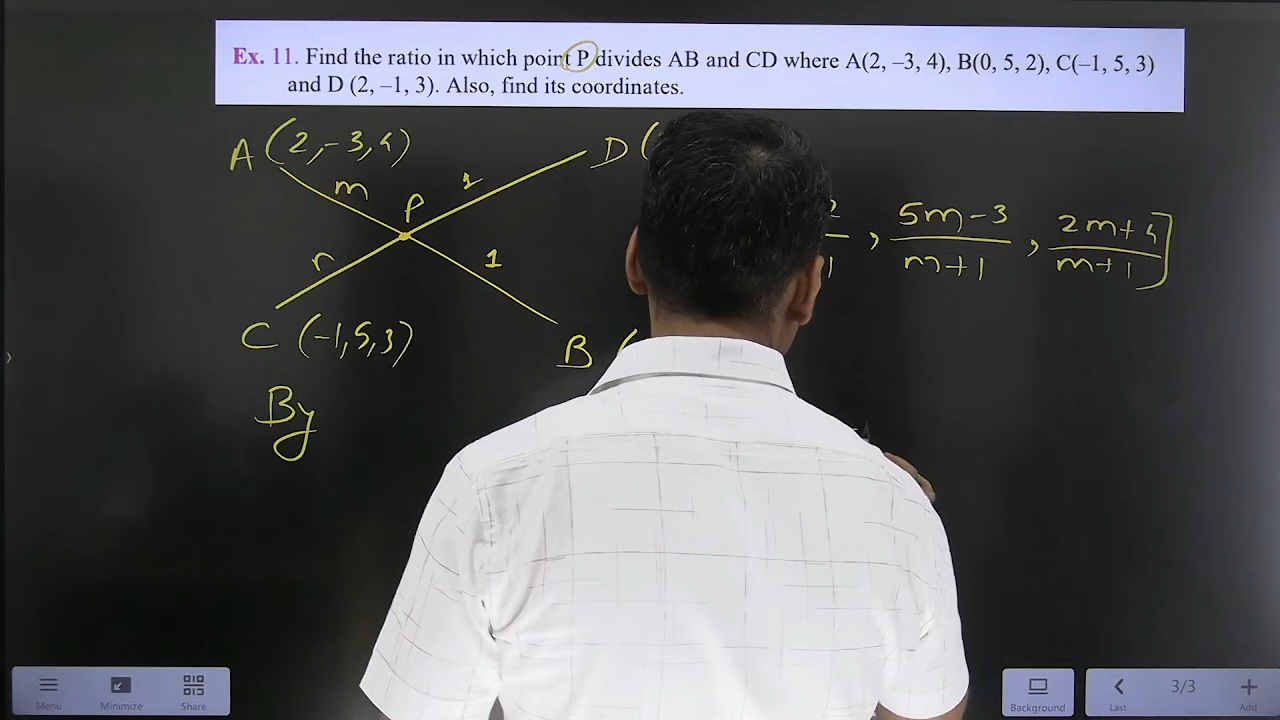 Ex. 11. Find the ratio in which point P divides AB and CD where A(2, –3, 4), B(0, 5, 2), C(–1, 5, 3)
and D (2, –1, 3). Also, find its coordinates.
A (2,-3,4)
D (
m
1
P
2
1
, 5m-3
m+1
, 2m+4
m+1 ]
r
1
C (-1,5,3)
B (
By
Menu
Minimize
Share
Background
Last
3/3
Add